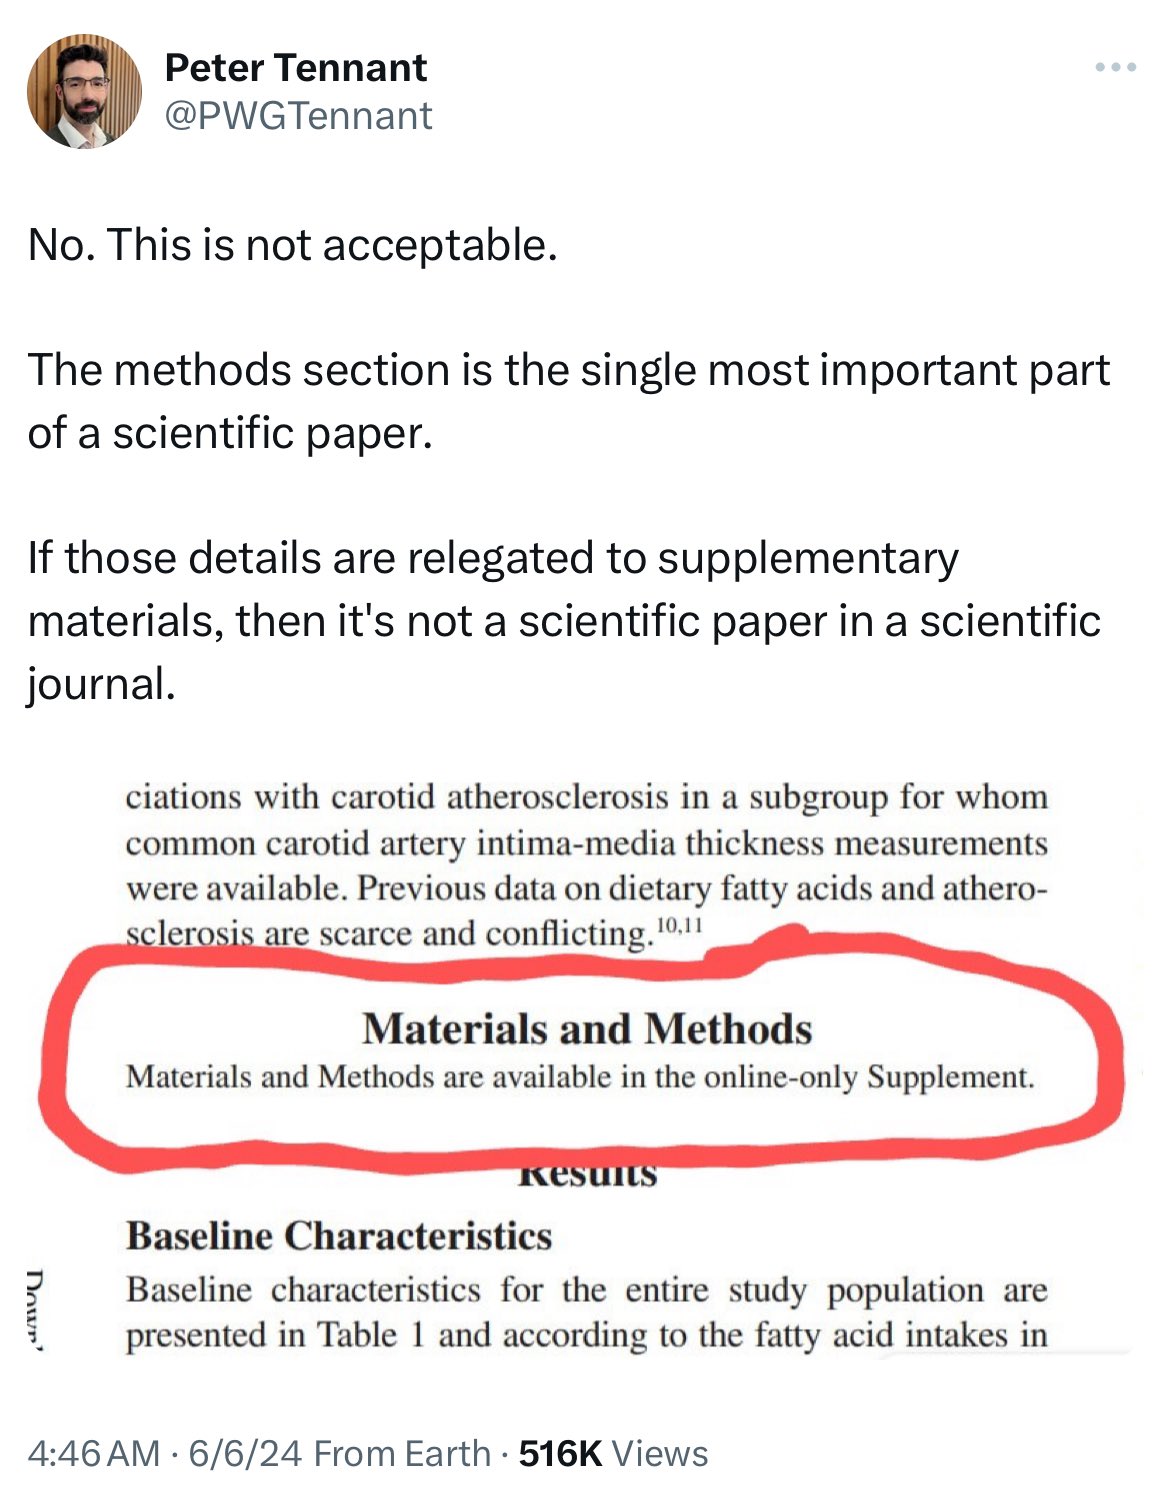 Peter Tennant
@PWGTennant
No. This is not acceptable.
The methods section is the single most important part
of a scientific paper.
If those details are relegated to supplementary
materials, then it's not a scientific paper in a scientific
journal.
ciations with carotid atherosclerosis in a subgroup for whom
common carotid artery intima-media thickness measurements
were available. Previous data on dietary fatty acids and athero-
sclerosis are scarce and conflicting.10,11
Materials and Methods
Materials and Methods are available in the online-only Supplement.
Results
Baseline Characteristics
Baseline characteristics for the entire study population are
presented in Table 1 and according to the fatty acid intakes in
4:46 AM · 6/6/24 From Earth · 516K Views